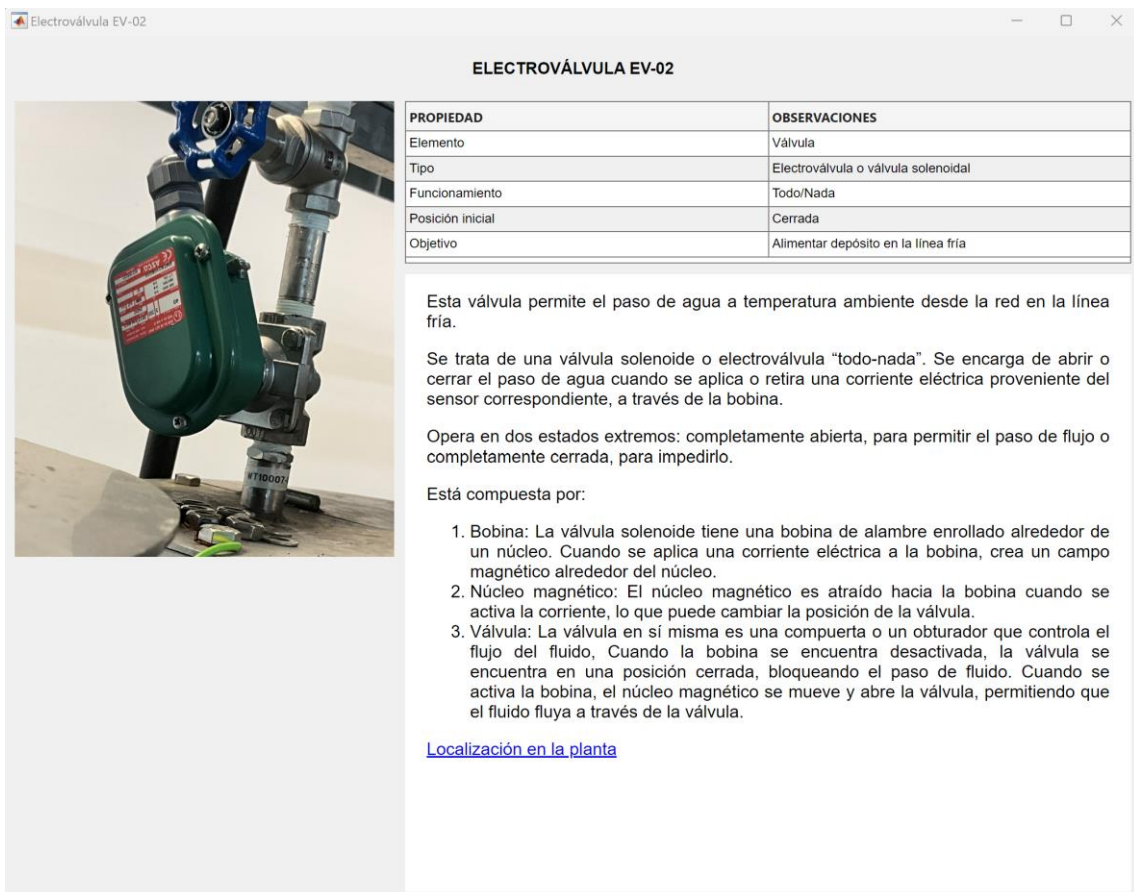 Electroválvula EV-02
ELECTROVÁLVULA EV-02
PROPIEDAD OBSERVACIONES
Elemento Válvula
Tipo Electroválvula o válvula solenoidal
Funcionamiento Todo/Nada
Posición inicial Cerrada
Objetivo Alimentar depósito en la línea fría
ASCO
OUT
WT10007-
Esta válvula permite el paso de agua a temperatura ambiente desde la red en la línea
fría.
Se trata de una válvula solenoide o electroválvula “todo-nada”. Se encarga de abrir o
cerrar el paso de agua cuando se aplica o retira una corriente eléctrica proveniente del
sensor correspondiente, a través de la bobina.
Opera en dos estados extremos: completamente abierta, para permitir el paso de flujo o
completamente cerrada, para impedirlo.
Está compuesta por:
1. Bobina: La válvula solenoide tiene una bobina de alambre enrollado alrededor de
un núcleo. Cuando se aplica una corriente eléctrica a la bobina, crea un campo
magnético alrededor del núcleo.
2. Núcleo magnético: El núcleo magnético es atraído hacia la bobina cuando se
activa la corriente, lo que puede cambiar la posición de la válvula.
3. Válvula: La válvula en sí misma es una compuerta o un obturador que controla el
flujo del fluido, Cuando la bobina se encuentra desactivada, la válvula se
encuentra en una posición cerrada, bloqueando el paso de fluido. Cuando se
activa la bobina, el núcleo magnético se mueve y abre la válvula, permitiendo que
el fluido fluya a través de la válvula.
Localización en la planta